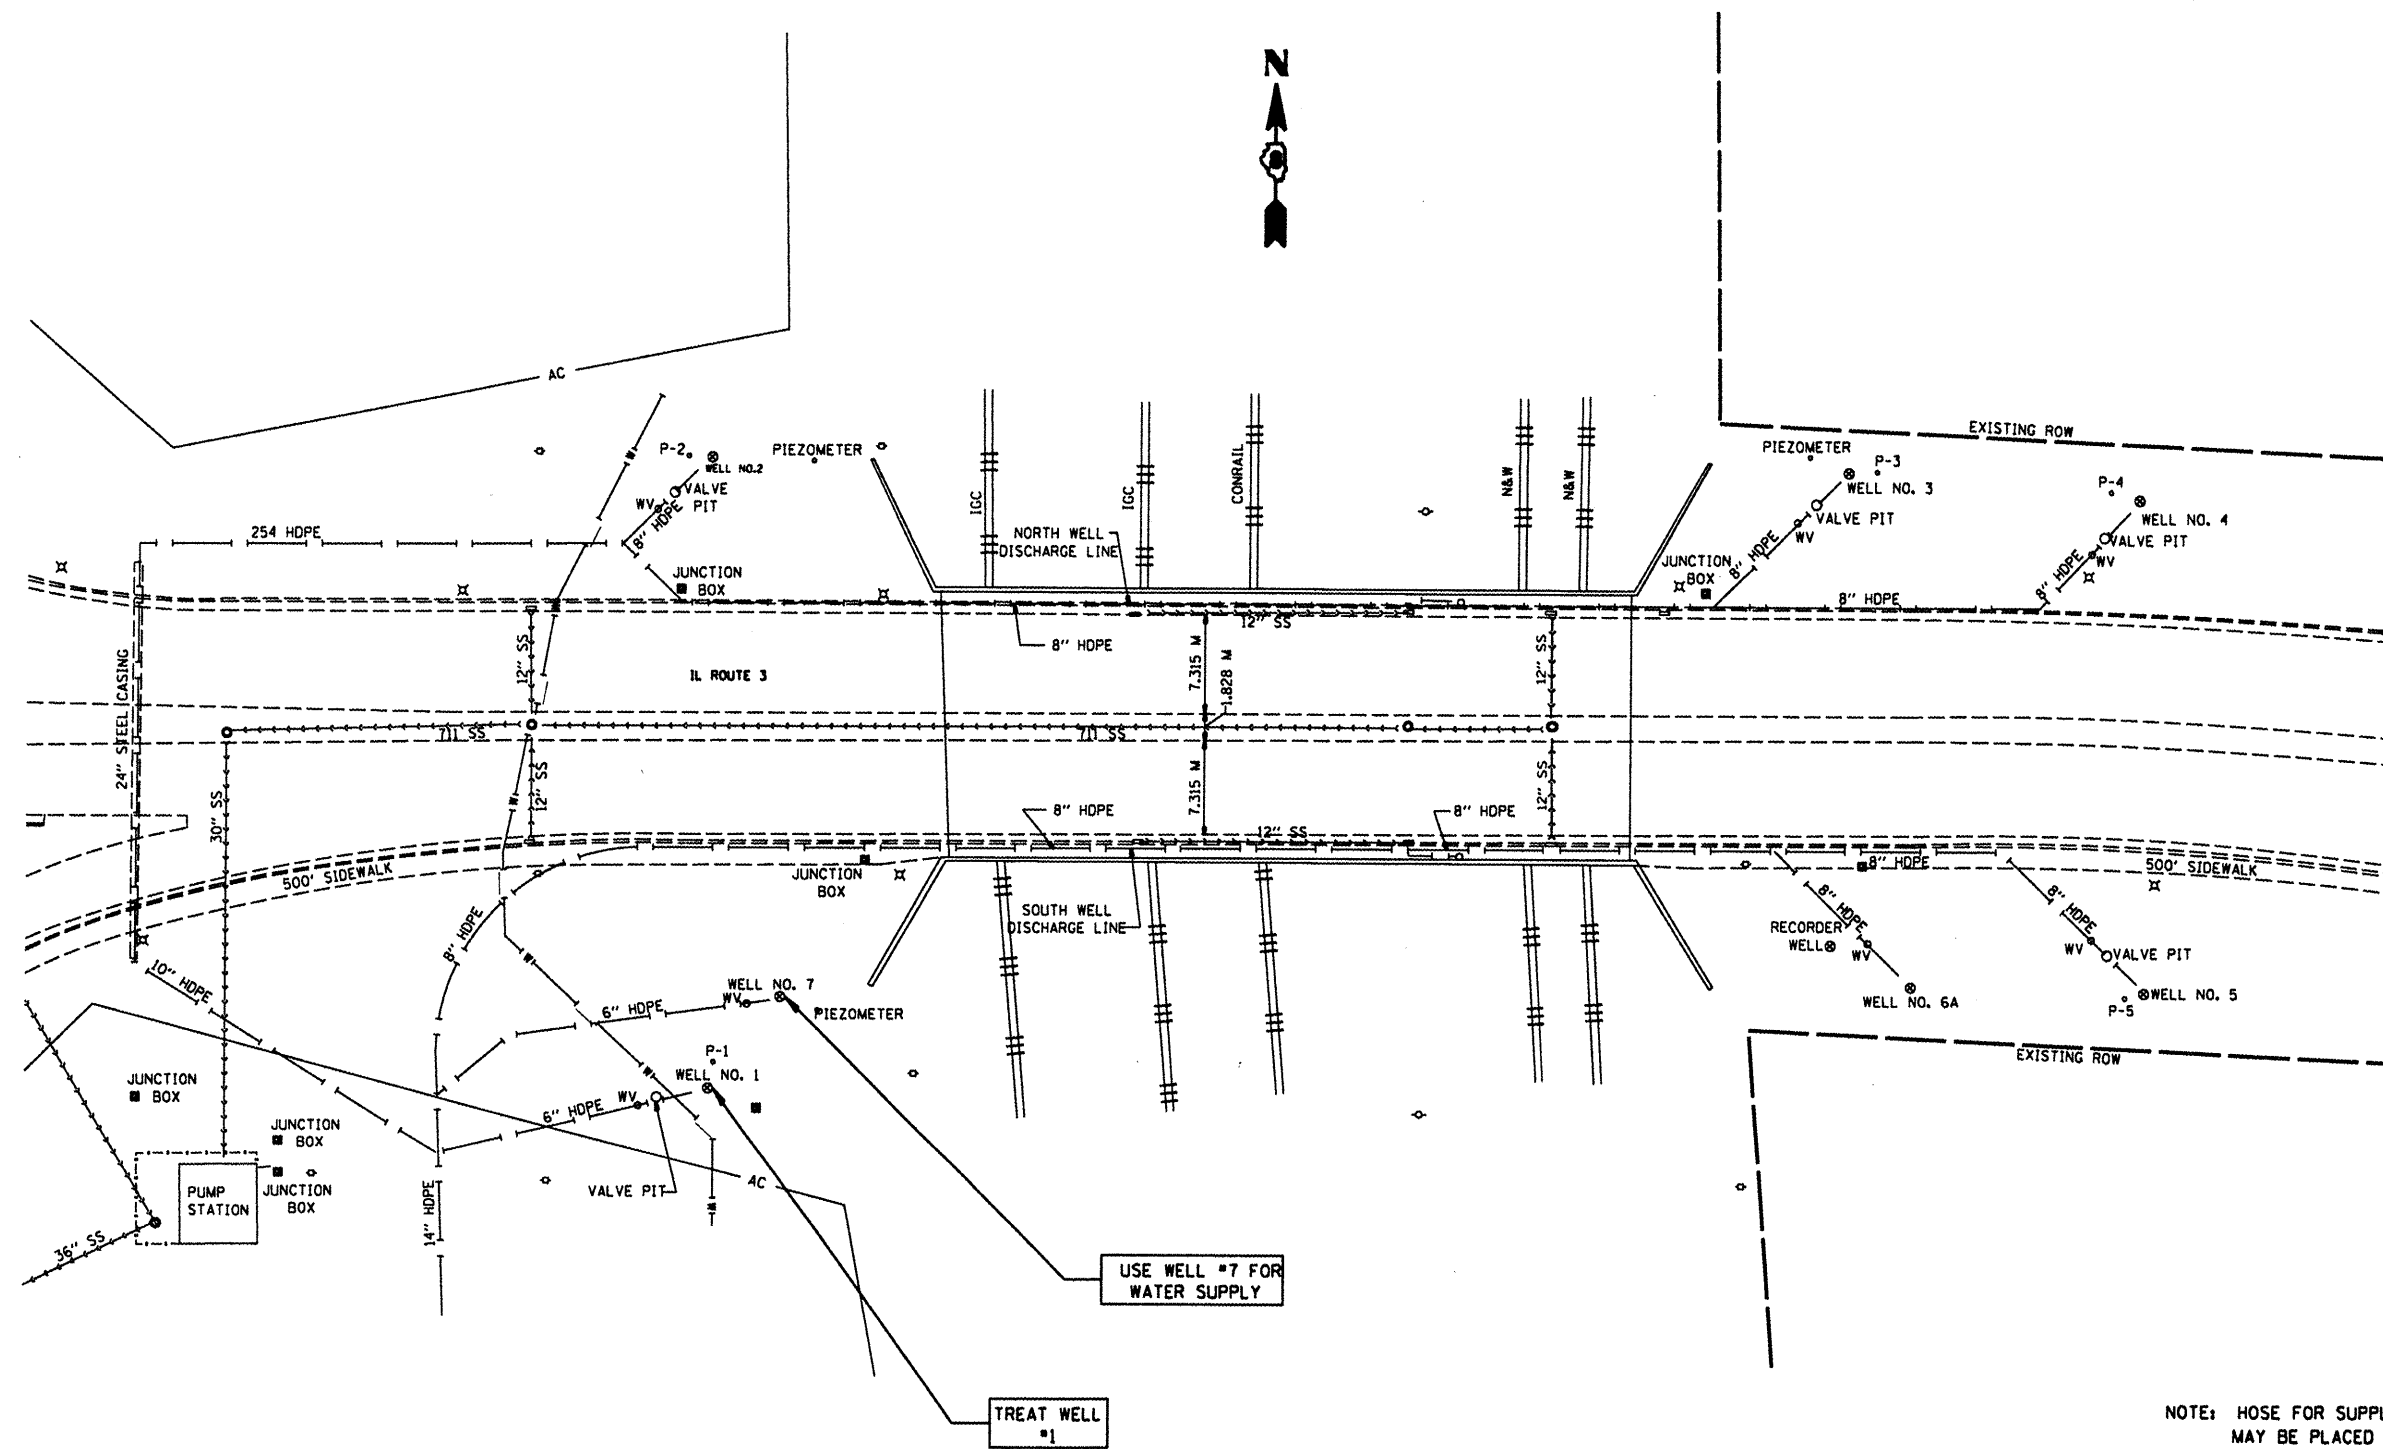 N
AC
EXISTING ROW
P-2
WELL NO.2
PIEZOMETER
VALVE
PIT
WV
8" HDPE
254 HDPE
JUNCTION
BOX
IGC
IGC
CONRAIL
N&W
N&W
NORTH WELL
DISCHARGE LINE
PIEZOMETER
P-3
WELL NO. 3
VALVE PIT
WV
8" HDPE
JUNCTION
BOX
P-4
WELL NO. 4
VALVE PIT
WV
8" HDPE
8" HDPE
W
12" SS
8" HDPE
12" SS
7.315 M
1.828 M
12" SS
IL ROUTE 3
24" STEEL CASING
711 SS
711 SS
30" SS
W
12" SS
7.315 M
12" SS
8" HDPE
8" HDPE
12" SS
500' SIDEWALK
JUNCTION
BOX
8" HDPE
500' SIDEWALK
SOUTH WELL
DISCHARGE LINE
8" HDPE
RECORDER
WELL
WV
WELL NO. 6A
8" HDPE
WV
VALVE PIT
WELL NO. 5
P-5
8" HDPE
W
10" HDPE
WELL NO. 7
WV
6" HDPE
PIEZOMETER
P-1
WELL NO. 1
W
WV
6" HDPE
EXISTING ROW
JUNCTION
BOX
JUNCTION
BOX
JUNCTION
BOX
PUMP
STATION
VALVE PIT
AC
W
14" HDPE
36" SS
USE WELL #7 FOR
WATER SUPPLY
TREAT WELL
#1
NOTE: HOSE FOR SUPPL
MAY BE PLACED